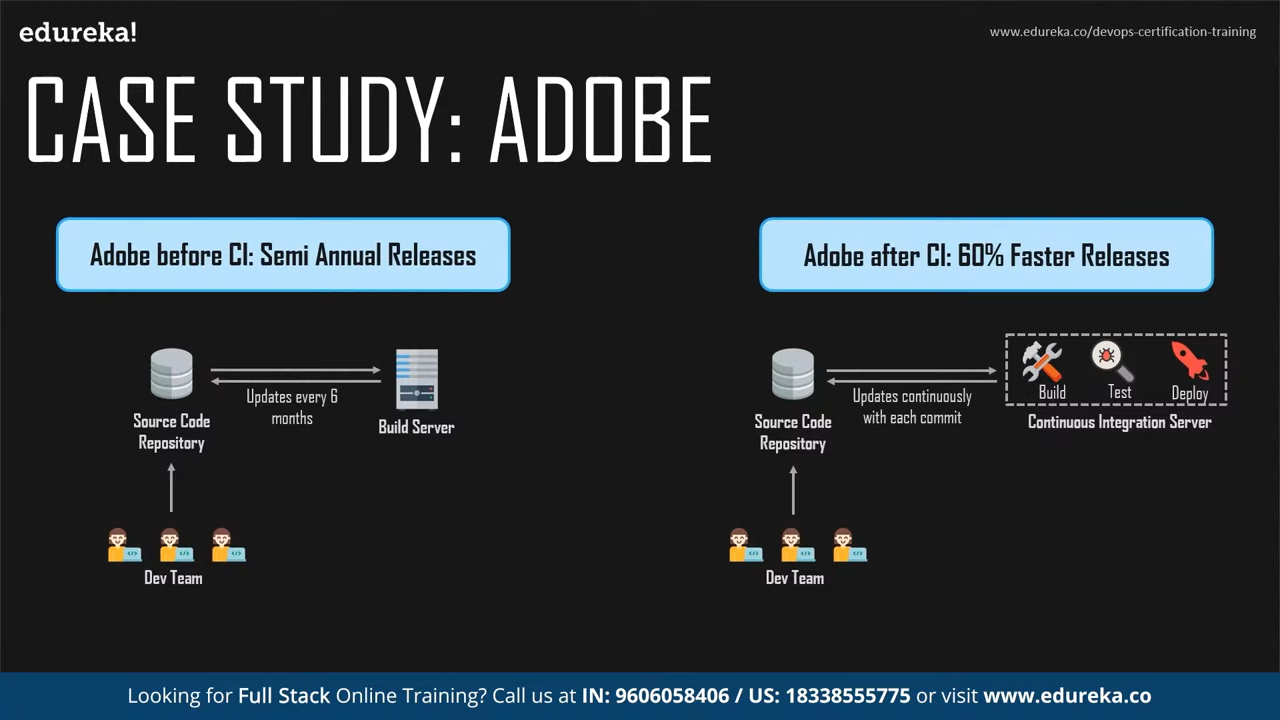 edureka!
www.edureka.co/devops-certification-training
CASE STUDY: ADOBE
Adobe before CI: Semi Annual Releases
Source Code
Repository
Updates every 6
months
Build Server
Dev Team
Adobe after CI: 60% Faster Releases
Source Code
Repository
Updates continuously
with each commit
Build
Test
Deploy
Continuous Integration Server
Dev Team
Looking for Full Stack Online Training? Call us at IN: 9606058406 / US: 18338555775 or visit www.edureka.co